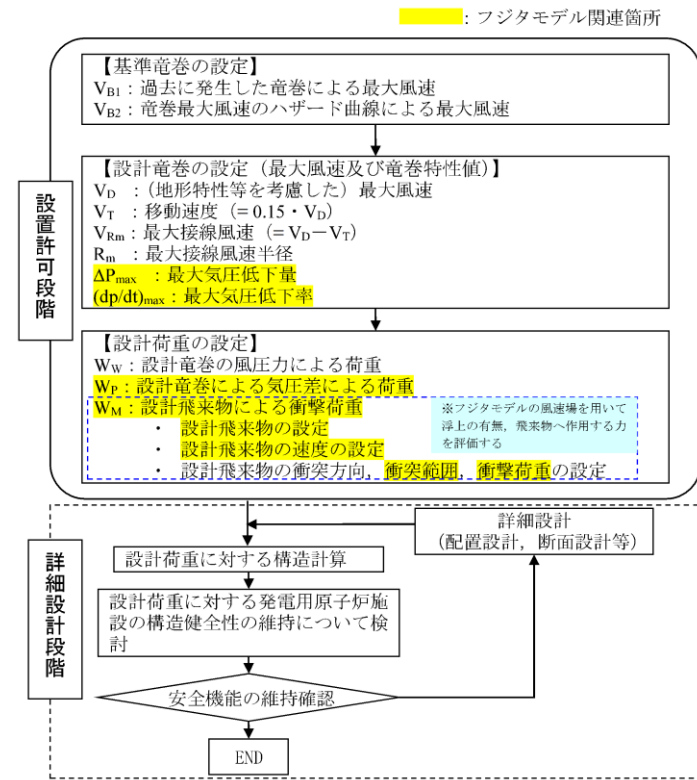 ：フジタモデル関連箇所
【基準竜巻の設定】
V_B1：過去に発生した竜巻による最大風速
V_B2：竜巻最大風速のハザード曲線による最大風速
【設計竜巻の設定（最大風速及び竜巻特性値）】
V_D ：（地形特性等を考慮した）最大風速
V_T ：移動速度（= 0.15・V_D）
V_Rm：最大接線風速（= V_D－V_T）
R_m ：最大接線風速半径
ΔP_max ：最大気圧低下量
(dp/dt)_max：最大気圧低下率
設置許可段階
【設計荷重の設定】
W_W：設計竜巻の風圧力による荷重
W_P：設計竜巻による気圧差による荷重
W_M：設計飛来物による衝撃荷重
・ 設計飛来物の設定
・ 設計飛来物の速度の設定
・ 設計飛来物の衝突方向，衝突範囲，衝撃荷重の設定
※フジタモデルの風速場を用いて
浮上の有無，飛来物へ作用する力
を評価する
詳細設計
（配置設計，断面設計等）
詳細設計段階
設計荷重に対する構造計算
設計荷重に対する発電用原子炉施
設の構造健全性の維持について検
討
安全機能の維持確認
END